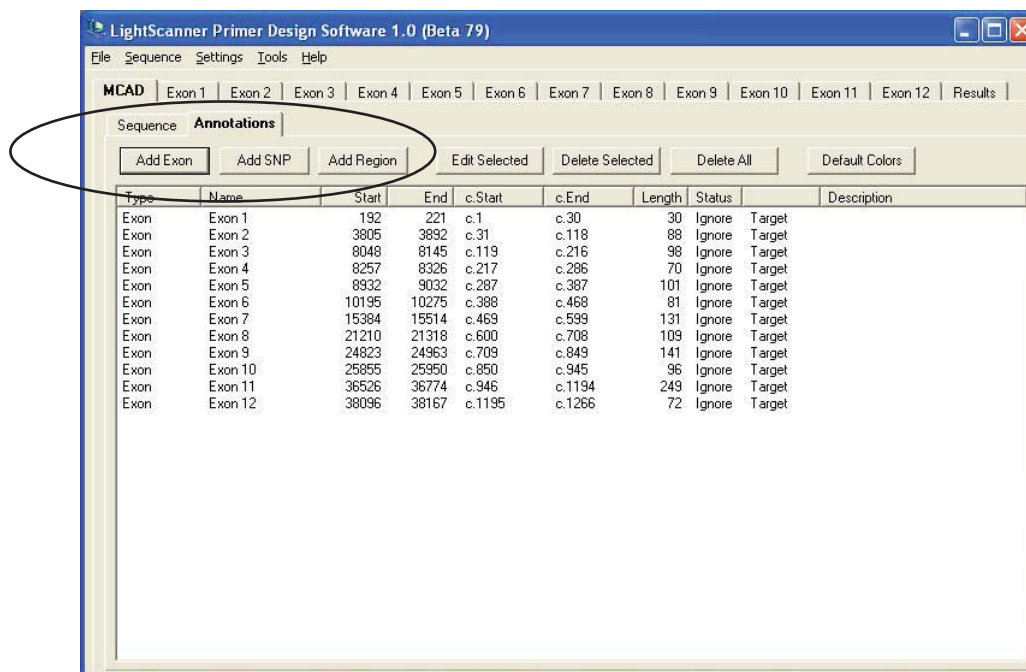 LightScanner Primer Design Software 1.0 (Beta 79)
File Sequence Settings Tools Help
MCAD Exon 1 Exon 2 Exon 3 Exon 4 Exon 5 Exon 6 Exon 7 Exon 8 Exon 9 Exon 10 Exon 11 Exon 12 Results
Sequence Annotations
Add Exon Add SNP Add Region Edit Selected Delete Selected Delete All Default Colors
Type Name Start End c.Start c.End Length Status Description
Exon Exon 1 192 221 c.1 c.30 30 Ignore Target
Exon Exon 2 3805 3892 c.31 c.118 88 Ignore Target
Exon Exon 3 8048 8145 c.119 c.216 98 Ignore Target
Exon Exon 4 8257 8326 c.217 c.286 70 Ignore Target
Exon Exon 5 8932 9032 c.287 c.387 101 Ignore Target
Exon Exon 6 10195 10275 c.388 c.468 81 Ignore Target
Exon Exon 7 15384 15514 c.469 c.599 131 Ignore Target
Exon Exon 8 21210 21318 c.600 c.708 109 Ignore Target
Exon Exon 9 24823 24963 c.709 c.849 141 Ignore Target
Exon Exon 10 25855 25950 c.850 c.945 96 Ignore Target
Exon Exon 11 36526 36774 c.946 c.1194 249 Ignore Target
Exon Exon 12 38096 38167 c.1195 c.1266 72 Ignore Target